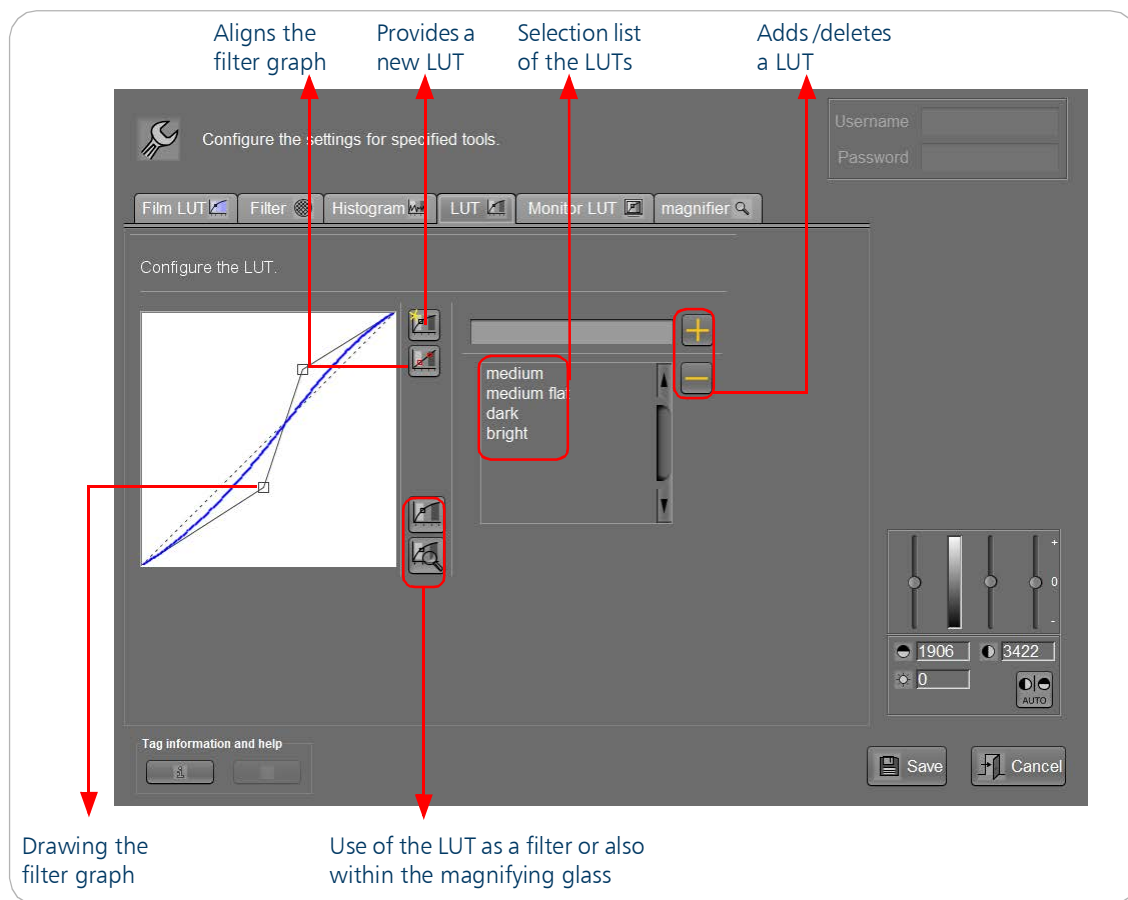 Aligns the
filter graph
Provides a
new LUT
Selection list
of the LUTs
Adds /deletes
a LUT
Configure the settings for specified tools.
Username
Password
Film LUT
Filter
Histogram
LUT
Monitor LUT
magnifier
Configure the LUT.
medium
medium flat
dark
bright
+
0
-
1906
3422
0
AUTO
Tag information and help
i
Save
Cancel
Drawing the
filter graph
Use of the LUT as a filter or also
within the magnifying glass